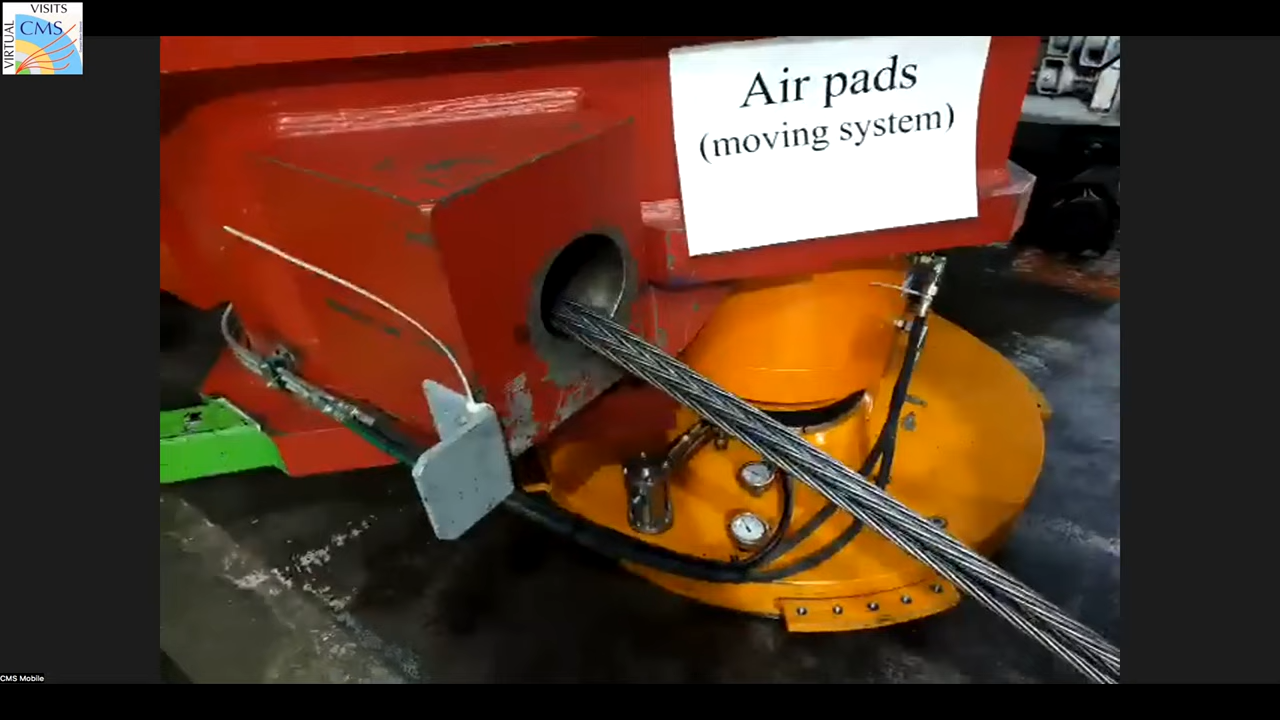 VISITS
VIRTUAL
CMS
Air pads
(moving system)
CMS Mobile